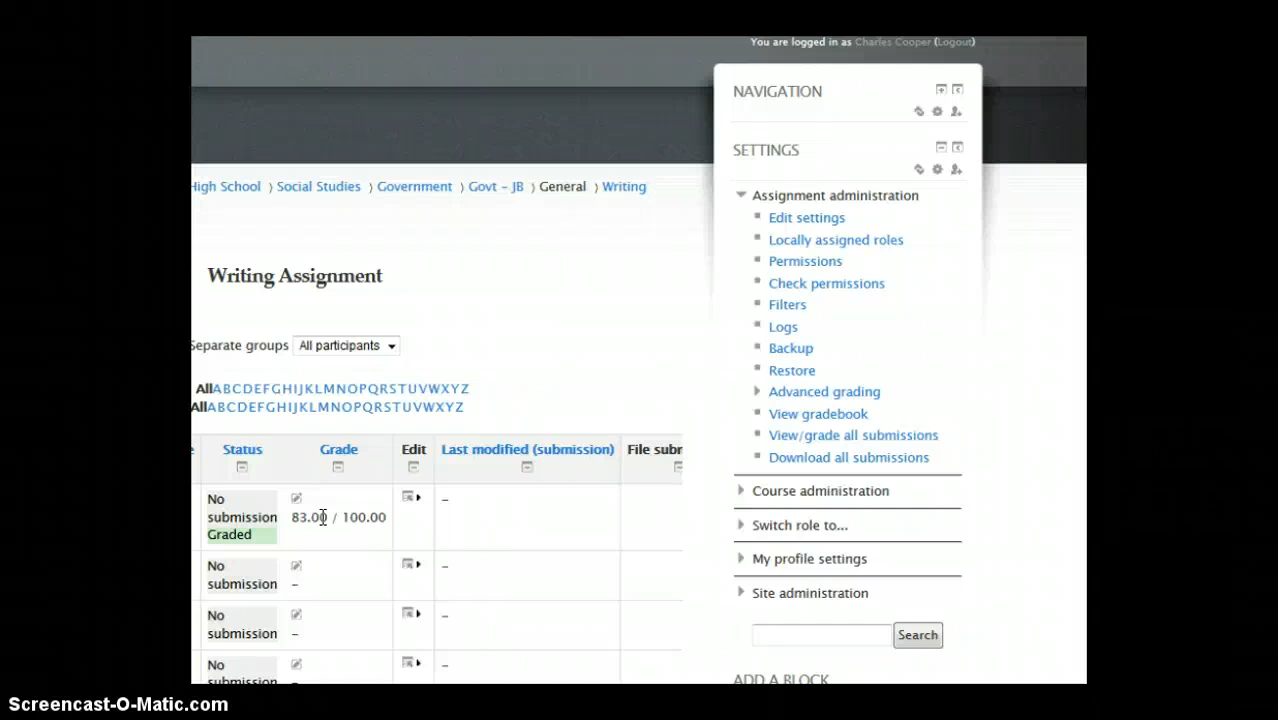 You are logged in as Charles Cooper (Logout)
NAVIGATION
SETTINGS
High School ⟩ Social Studies ⟩ Government ⟩ Govt – JB ⟩ General ⟩ Writing
Assignment administration
Edit settings
Locally assigned roles
Permissions
Check permissions
Filters
Logs
Backup
Restore
Advanced grading
View gradebook
View/grade all submissions
Download all submissions
Course administration
Switch role to...
My profile settings
Site administration
Search
ADD A BLOCK
Writing Assignment
Separate groups All participants
All A B C D E F G H I J K L M N O P Q R S T U V W X Y Z
All A B C D E F G H I J K L M N O P Q R S T U V W X Y Z
Status Grade Edit Last modified (submission) File subm
No
submission
Graded
83.00 / 100.00
–
No
submission
–
–
No
submission
–
–
No
submission
–
–
Screencast-O-Matic.com